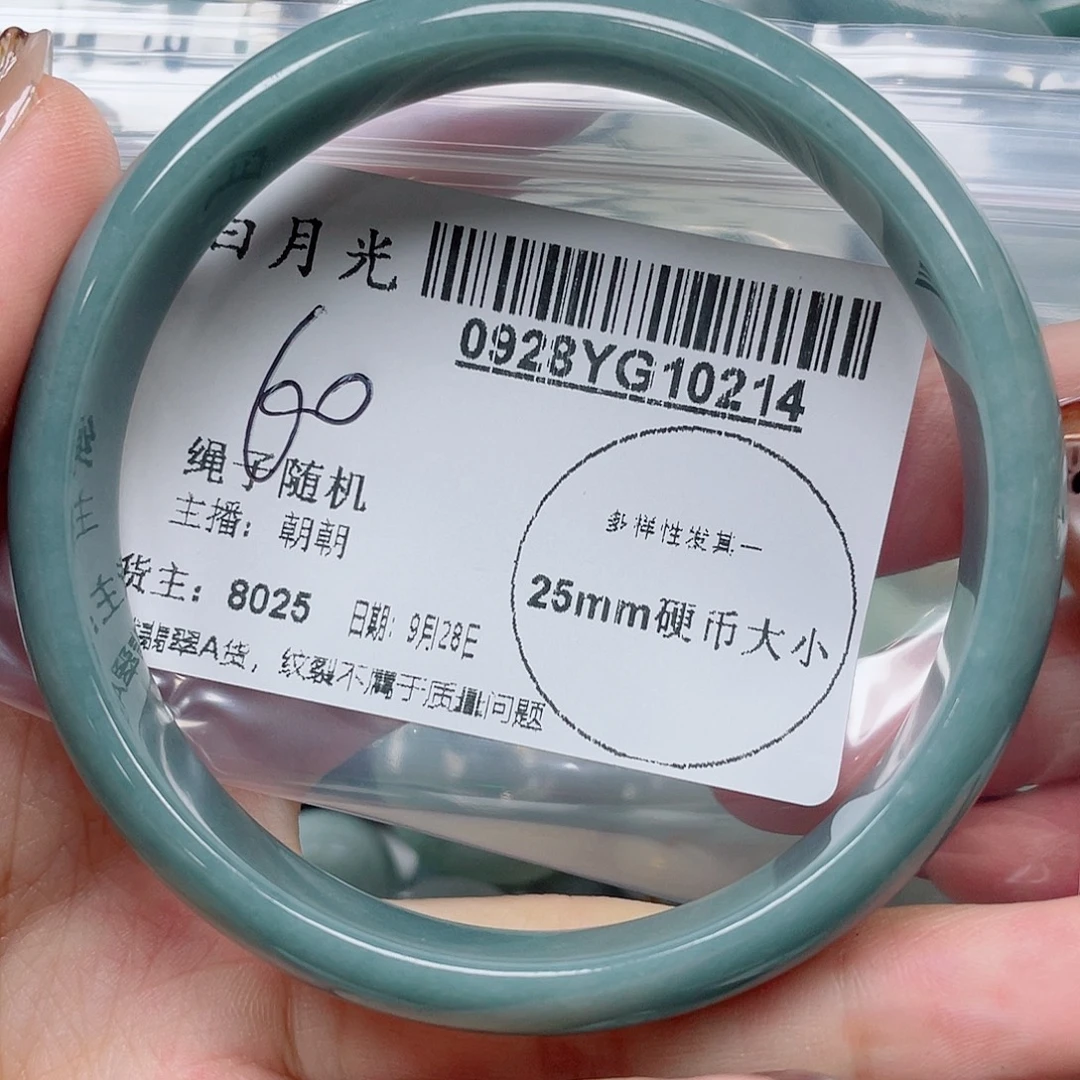 白月光
0928YG10214
60
绳子随机
主播：朝朝
货主：8025 日期：9月28日
翡翠A货，纹裂不属于质量问题
多样性发其一
25mm硬币大小